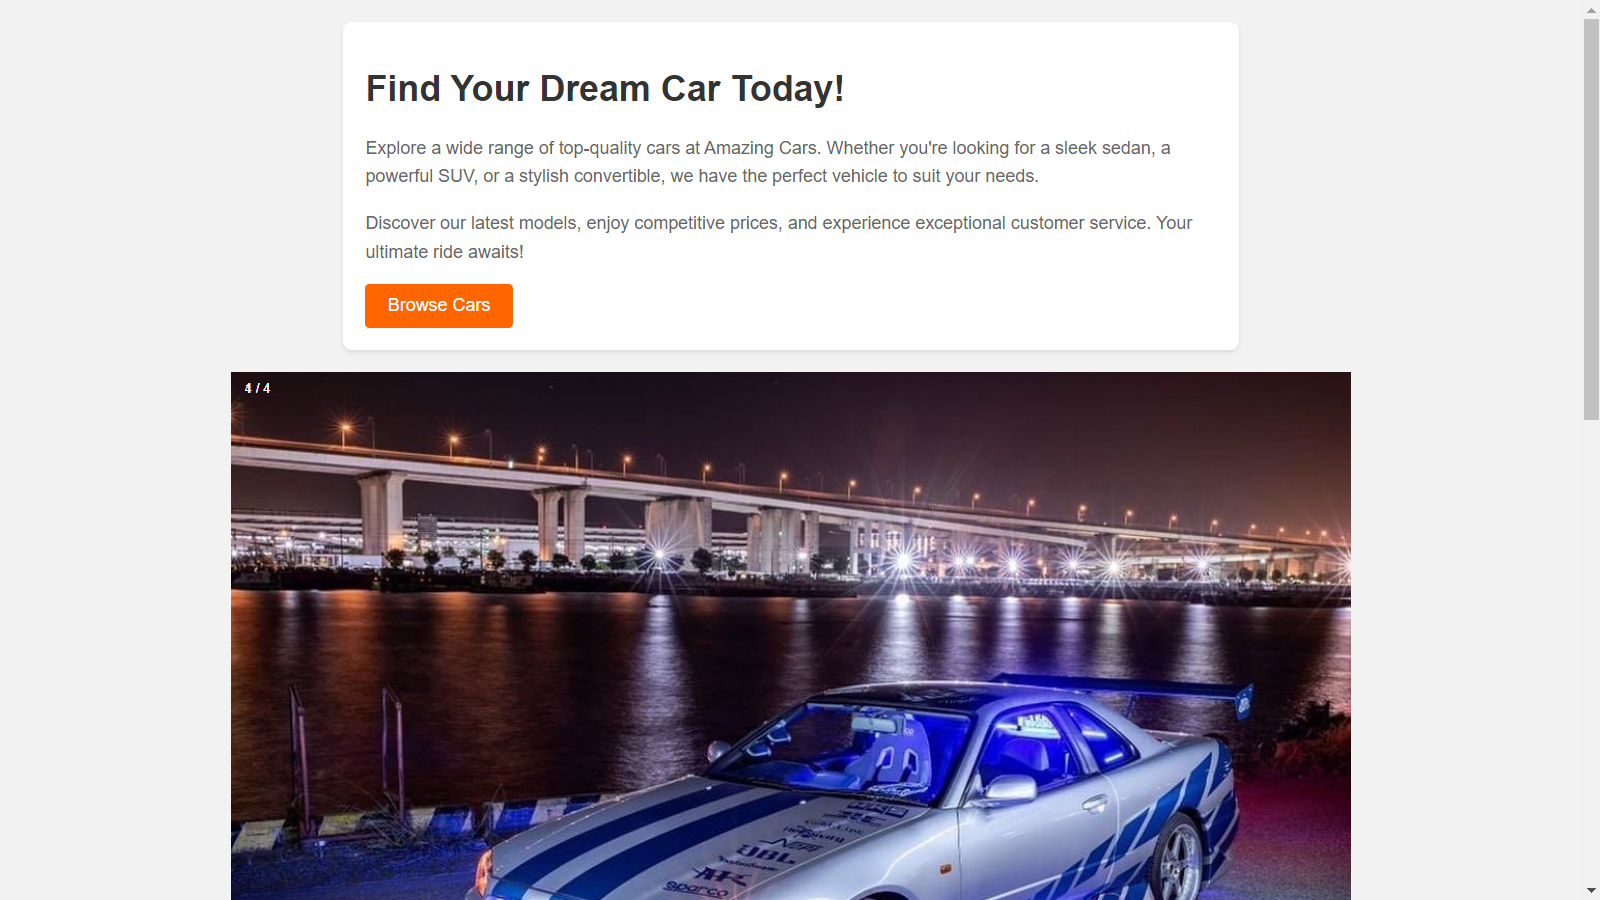 Find Your Dream Car Today!
Explore a wide range of top-quality cars at Amazing Cars. Whether you're looking for a sleek sedan, a
powerful SUV, or a stylish convertible, we have the perfect vehicle to suit your needs.
Discover our latest models, enjoy competitive prices, and experience exceptional customer service. Your
ultimate ride awaits!
Browse Cars
/ 4
JBL
sparco